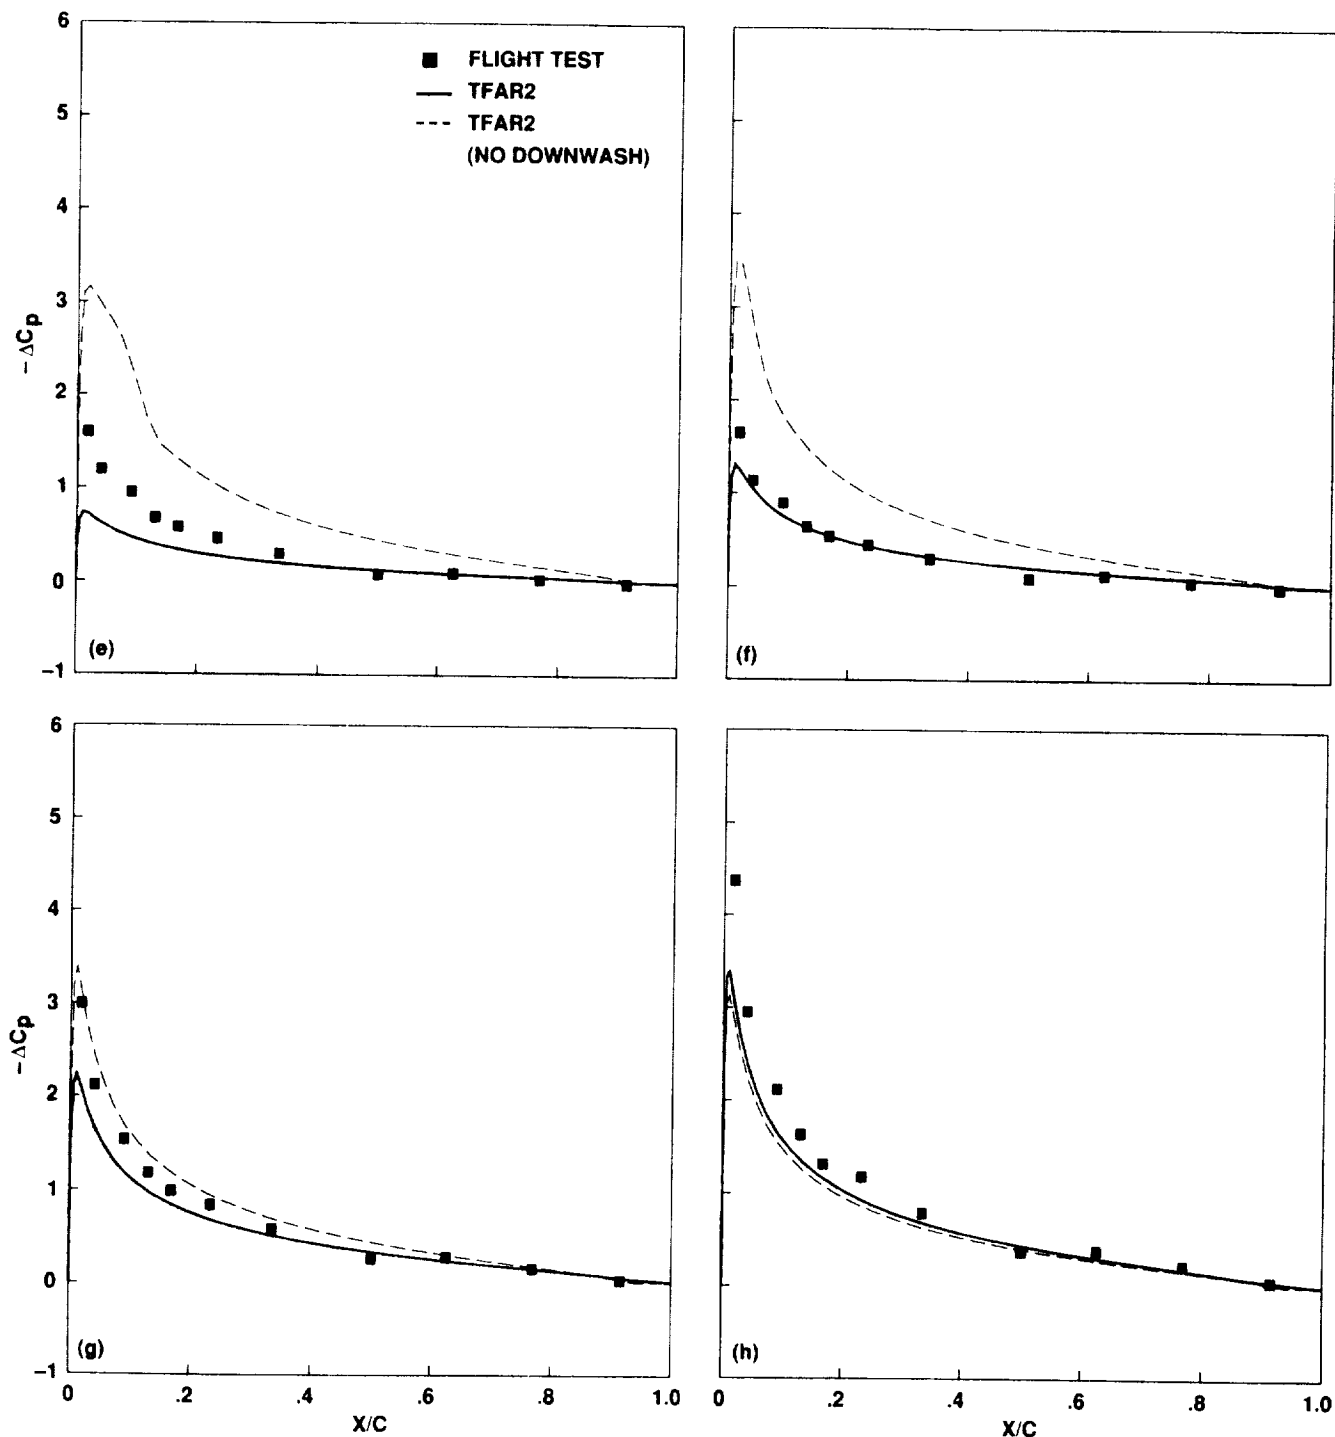 6
5
4
3
2
1
0
−1
− ΔCp
■ FLIGHT TEST
TFAR2
TFAR2
(NO DOWNWASH)
(e)
(f)
6
5
4
3
2
1
0
−1
− ΔCp
(g)
(h)
0 .2 .4 .6 .8 1.0
X/C
0 .2 .4 .6 .8 1.0
X/C